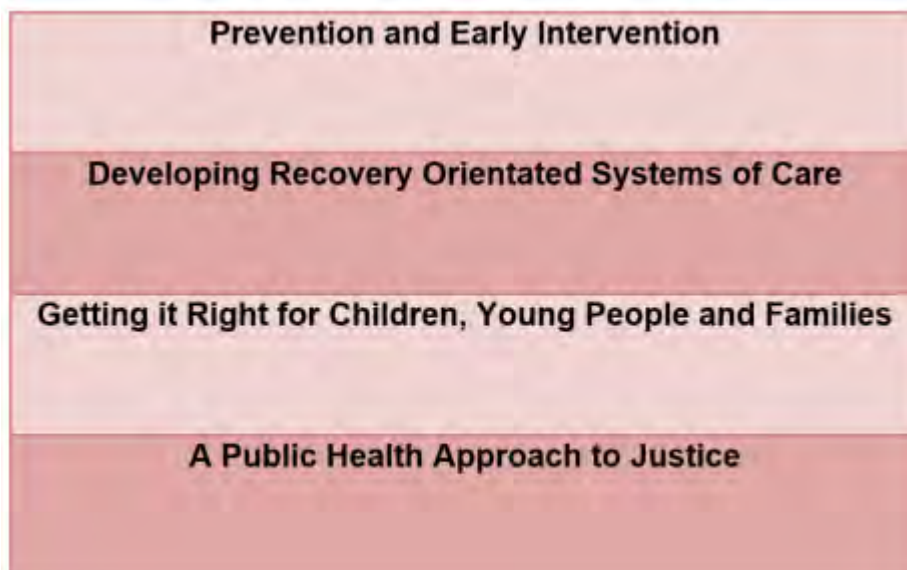 Prevention and Early Intervention
Developing Recovery Orientated Systems of Care
Getting it Right for Children, Young People and Families
A Public Health Approach to Justice